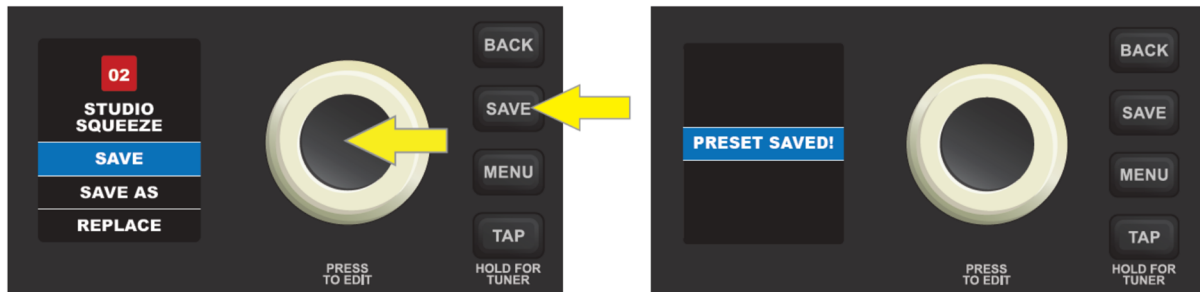 02
STUDIO
SQUEEZE
SAVE
SAVE AS
REPLACE
PRESS
TO EDIT
BACK
SAVE
MENU
TAP
HOLD FOR
TUNER
PRESET SAVED!
PRESS
TO EDIT
BACK
SAVE
MENU
TAP
HOLD FOR
TUNER